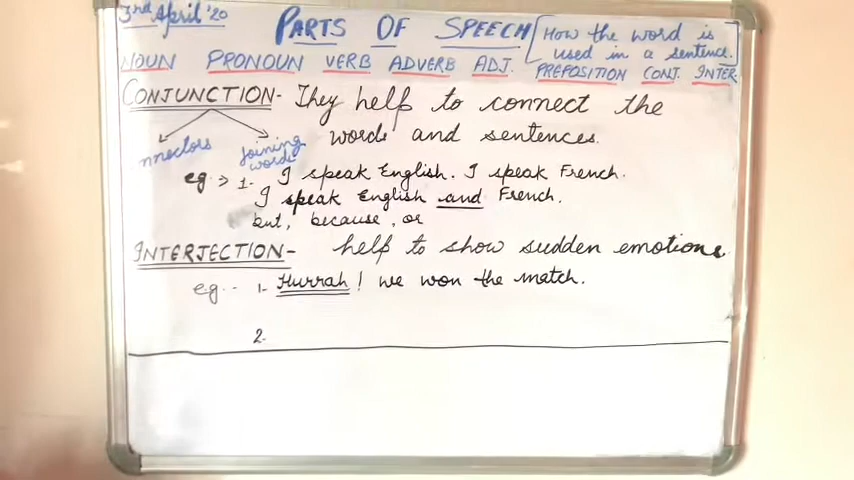 3rd April '20
PARTS OF SPEECH
How the word is
used in a sentence.
NOUN PRONOUN VERB ADVERB ADJ. PREPOSITION CONJ. INTER.
CONJUNCTION- They help to connect the
words and sentences.
nnectors joining
words
eg > 1- I speak English. I speak French.
I speak English and French.
but, because, or
INTERJECTION- help to show sudden emotions
e.g.-- 1- Hurrah! we won the match.
2-